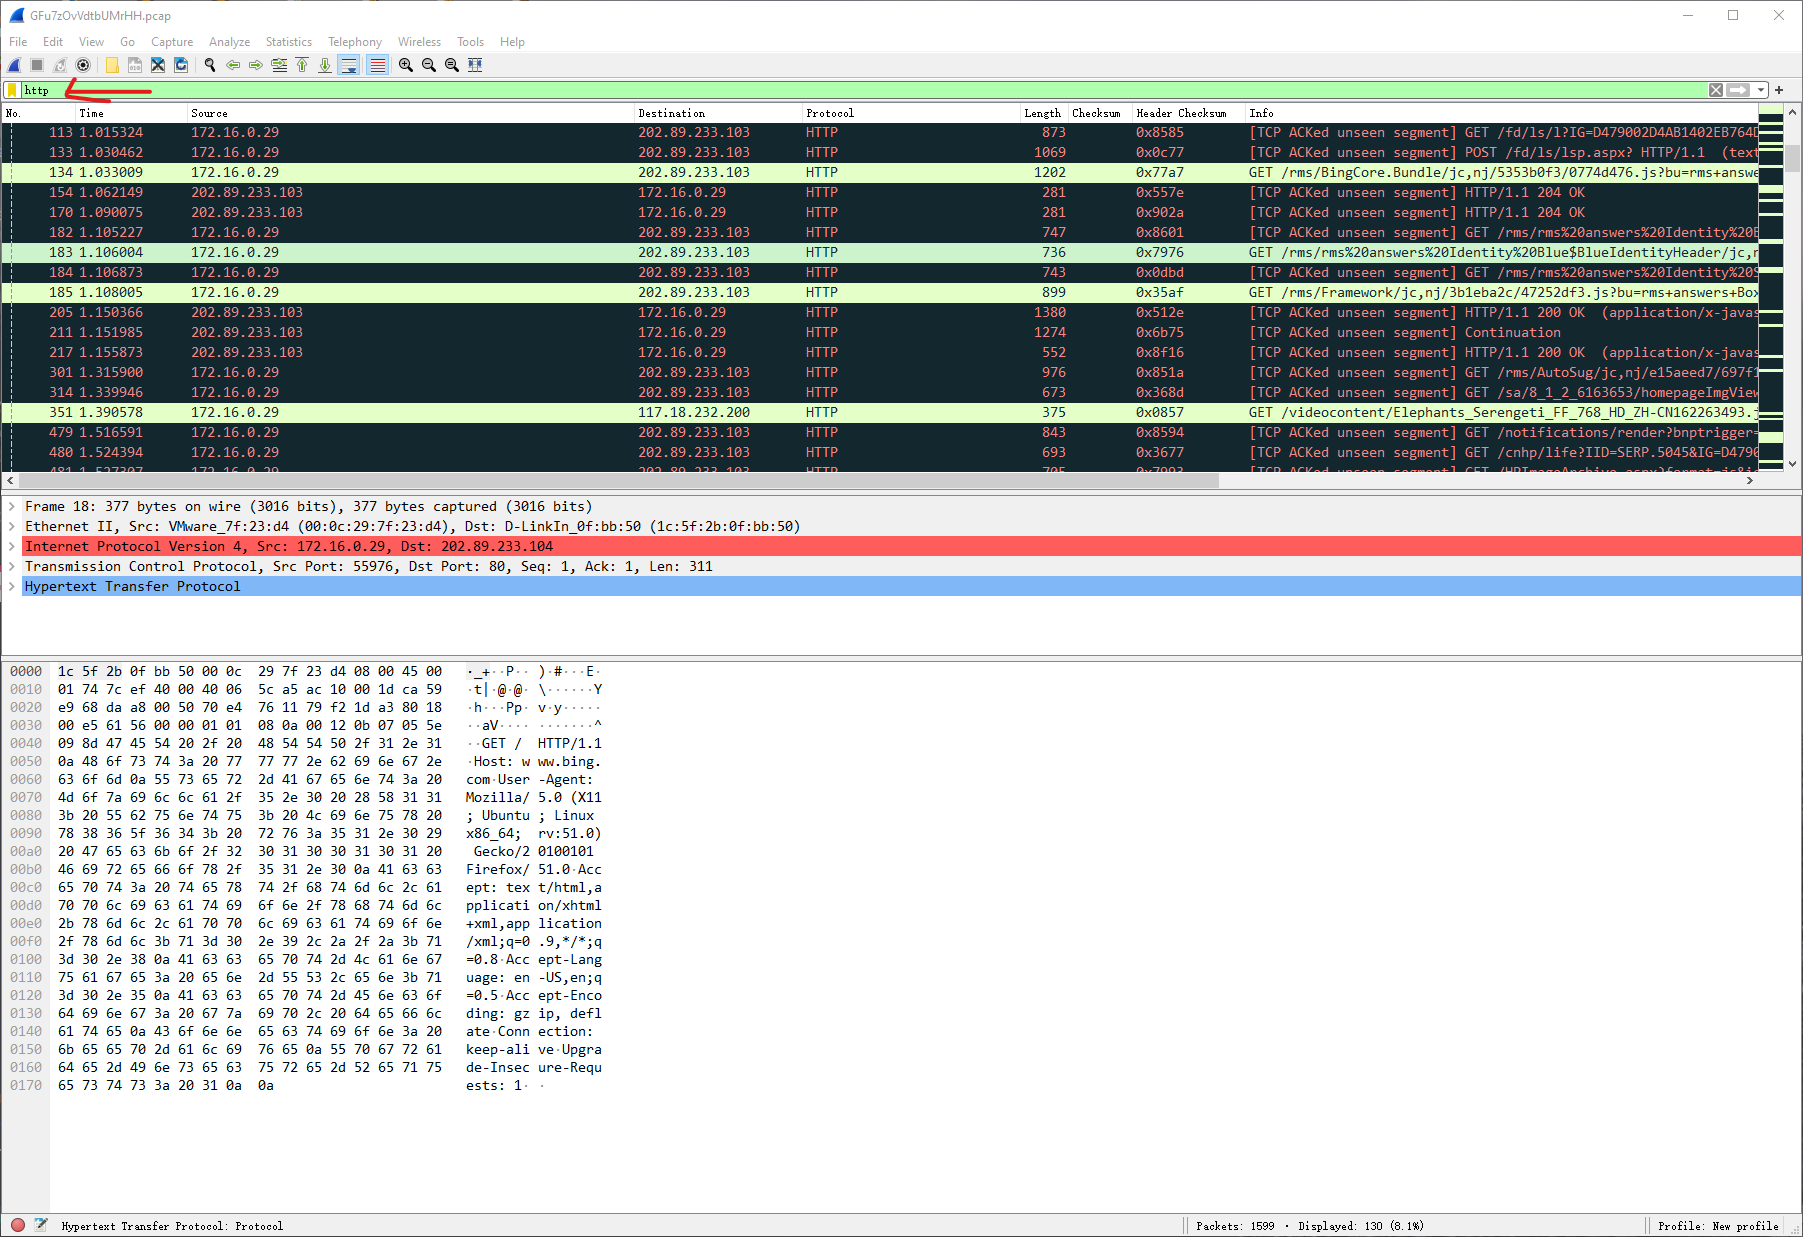 GFu7zOvVdtbUMrHH.pcap
File Edit View Go Capture Analyze Statistics Telephony Wireless Tools Help
http
No. Time Source Destination Protocol Length Checksum Header Checksum Info
113 1.015324 172.16.0.29 202.89.233.103 HTTP 873 0x8585 [TCP ACKed unseen segment] GET /fd/ls/l?IG=D479002D4AB1402EB764D
133 1.030462 172.16.0.29 202.89.233.103 HTTP 1069 0x0c77 [TCP ACKed unseen segment] POST /fd/ls/lsp.aspx? HTTP/1.1 (text
134 1.033009 172.16.0.29 202.89.233.103 HTTP 1202 0x77a7 GET /rms/BingCore.Bundle/jc,nj/5353b0f3/0774d476.js?bu=rms+answe
154 1.062149 202.89.233.103 172.16.0.29 HTTP 281 0x557e [TCP ACKed unseen segment] HTTP/1.1 204 OK
170 1.090075 202.89.233.103 172.16.0.29 HTTP 281 0x902a [TCP ACKed unseen segment] HTTP/1.1 204 OK
182 1.105227 172.16.0.29 202.89.233.103 HTTP 747 0x8601 [TCP ACKed unseen segment] GET /rms/rms%20answers%20Identity%20B
183 1.106004 172.16.0.29 202.89.233.103 HTTP 736 0x7976 GET /rms/rms%20answers%20Identity%20Blue$BlueIdentityHeader/jc,n
184 1.106873 172.16.0.29 202.89.233.103 HTTP 743 0x0dbd [TCP ACKed unseen segment] GET /rms/rms%20answers%20Identity%20S
185 1.108005 172.16.0.29 202.89.233.103 HTTP 899 0x35af GET /rms/Framework/jc,nj/3b1eba2c/47252df3.js?bu=rms+answers+Box
205 1.150366 202.89.233.103 172.16.0.29 HTTP 1380 0x512e [TCP ACKed unseen segment] HTTP/1.1 200 OK (application/x-javas
211 1.151985 202.89.233.103 172.16.0.29 HTTP 1274 0x6b75 [TCP ACKed unseen segment] Continuation
217 1.155873 202.89.233.103 172.16.0.29 HTTP 552 0x8f16 [TCP ACKed unseen segment] HTTP/1.1 200 OK (application/x-javas
301 1.315900 172.16.0.29 202.89.233.103 HTTP 976 0x851a [TCP ACKed unseen segment] GET /rms/AutoSug/jc,nj/e15aeed7/697f1
314 1.339946 172.16.0.29 202.89.233.103 HTTP 673 0x368d [TCP ACKed unseen segment] GET /sa/8_1_2_6163653/homepageImgView
351 1.390578 172.16.0.29 117.18.232.200 HTTP 375 0x0857 GET /videocontent/Elephants_Serengeti_FF_768_HD_ZH-CN162263493.j
479 1.516591 172.16.0.29 202.89.233.103 HTTP 843 0x8594 [TCP ACKed unseen segment] GET /notifications/render?bnptrigger=
480 1.524394 172.16.0.29 202.89.233.103 HTTP 693 0x3677 [TCP ACKed unseen segment] GET /cnhp/life?IID=SERP.5045&IG=D4790
481 1.527307 172.16.0.29 202.89.233.103 HTTP 705 0x7993 [TCP ACKed unseen segment]
Frame 18: 377 bytes on wire (3016 bits), 377 bytes captured (3016 bits)
Ethernet II, Src: VMware_7f:23:d4 (00:0c:29:7f:23:d4), Dst: D-LinkIn_0f:bb:50 (1c:5f:2b:0f:bb:50)
Internet Protocol Version 4, Src: 172.16.0.29, Dst: 202.89.233.104
Transmission Control Protocol, Src Port: 55976, Dst Port: 80, Seq: 1, Ack: 1, Len: 311
Hypertext Transfer Protocol
0000 1c 5f 2b 0f bb 50 00 0c 29 7f 23 d4 08 00 45 00 ·_+··P·· )·#···E·
0010 01 74 7c ef 40 00 40 06 5c a5 ac 10 00 1d ca 59 ·t|·@·@· \······Y
0020 e9 68 da a8 00 50 70 e4 76 11 79 f2 1d a3 80 18 ·h···Pp· v·y·····
0030 00 e5 61 56 00 00 01 01 08 0a 00 12 0b 07 05 5e ··aV···· ·······^
0040 09 8d 47 45 54 20 2f 20 48 54 54 50 2f 31 2e 31 ··GET / HTTP/1.1
0050 0a 48 6f 73 74 3a 20 77 77 77 2e 62 69 6e 67 2e ·Host: w ww.bing.
0060 63 6f 6d 0a 55 73 65 72 2d 41 67 65 6e 74 3a 20 com·User -Agent:
0070 4d 6f 7a 69 6c 6c 61 2f 35 2e 30 20 28 58 31 31 Mozilla/ 5.0 (X11
0080 3b 20 55 62 75 6e 74 75 3b 20 4c 69 6e 75 78 20 ; Ubuntu ; Linux
0090 78 38 36 5f 36 34 3b 20 72 76 3a 35 31 2e 30 29 x86_64; rv:51.0)
00a0 20 47 65 63 6b 6f 2f 32 30 31 30 30 31 30 31 20 Gecko/2 0100101
00b0 46 69 72 65 66 6f 78 2f 35 31 2e 30 0a 41 63 63 Firefox/ 51.0·Acc
00c0 65 70 74 3a 20 74 65 78 74 2f 68 74 6d 6c 2c 61 ept: tex t/html,a
00d0 70 70 6c 69 63 61 74 69 6f 6e 2f 78 68 74 6d 6c pplicati on/xhtml
00e0 2b 78 6d 6c 2c 61 70 70 6c 69 63 61 74 69 6f 6e +xml,app lication
00f0 2f 78 6d 6c 3b 71 3d 30 2e 39 2c 2a 2f 2a 3b 71 /xml;q=0 .9,*/*;q
0100 3d 30 2e 38 0a 41 63 63 65 70 74 2d 4c 61 6e 67 =0.8·Acc ept-Lang
0110 75 61 67 65 3a 20 65 6e 2d 55 53 2c 65 6e 3b 71 uage: en -US,en;q
0120 3d 30 2e 35 0a 41 63 63 65 70 74 2d 45 6e 63 6f =0.5·Acc ept-Enco
0130 64 69 6e 67 3a 20 67 7a 69 70 2c 20 64 65 66 6c ding: gz ip, defl
0140 61 74 65 0a 43 6f 6e 6e 65 63 74 69 6f 6e 3a 20 ate·Conn ection:
0150 6b 65 65 70 2d 61 6c 69 76 65 0a 55 70 67 72 61 keep-ali ve·Upgra
0160 64 65 2d 49 6e 73 65 63 75 72 65 2d 52 65 71 75 de-Insec ure-Requ
0170 65 73 74 73 3a 20 31 0a 0a ests: 1· ·
Hypertext Transfer Protocol: Protocol Packets: 1599 · Displayed: 130 (8.1%) Profile: New profile